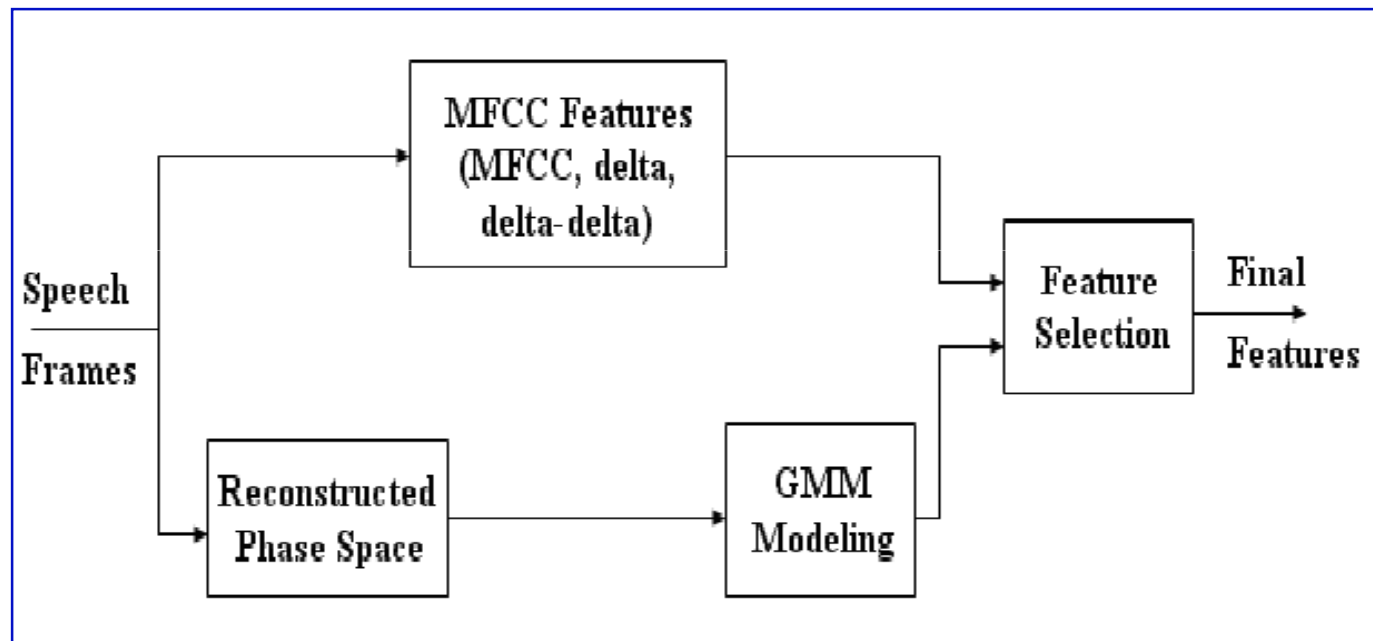 MFCC Features
(MFCC, delta,
delta-delta)
Speech
Frames
Reconstructed
Phase Space
GMM
Modeling
Feature
Selection
Final
Features